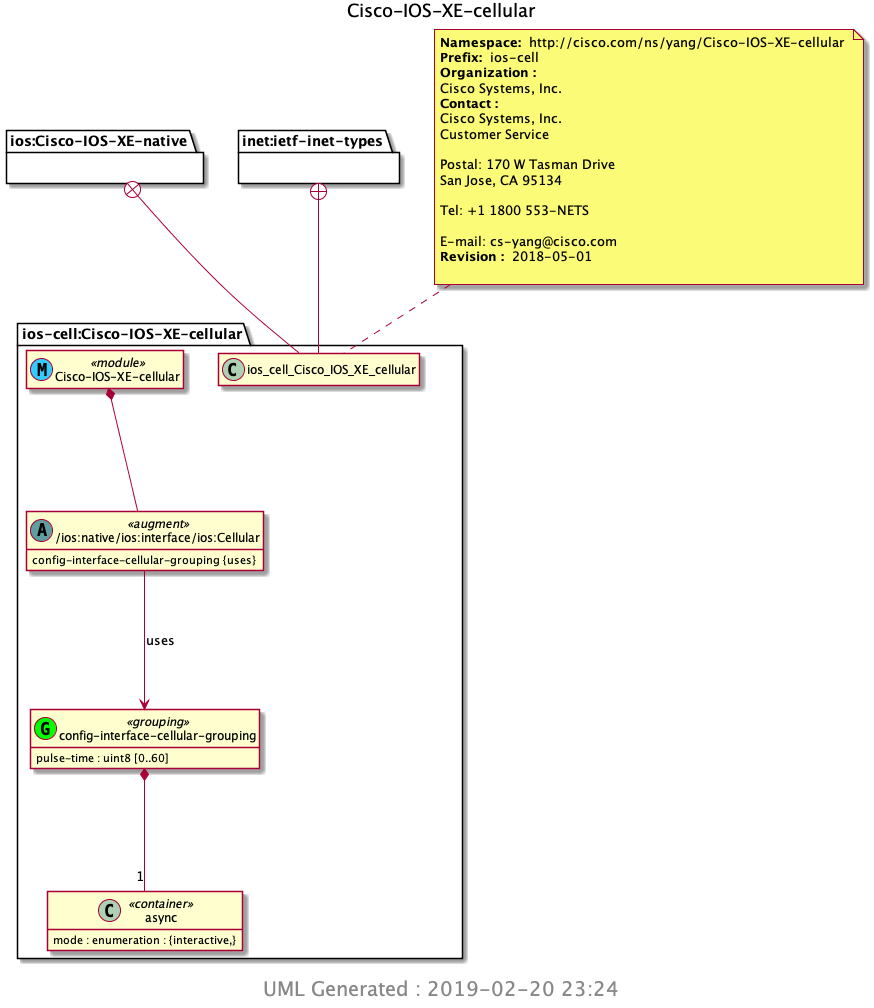 Cisco-IOS-XE-cellular
Namespace: http://cisco.com/ns/yang/Cisco-IOS-XE-cellular
Prefix: ios-cell
Organization :
Cisco Systems, Inc.
Contact :
Cisco Systems, Inc.
Customer Service
Postal: 170 W Tasman Drive
San Jose, CA 95134
Tel: +1 1800 553-NETS
E-mail: cs-yang@cisco.com
Revision : 2018-05-01
ios:Cisco-IOS-XE-native
inet:ietf-inet-types
ios-cell:Cisco-IOS-XE-cellular
M
«module»
Cisco-IOS-XE-cellular
C
ios_cell_Cisco_IOS_XE_cellular
A
«augment»
/ios:native/ios:interface/ios:Cellular
config-interface-cellular-grouping {uses}
uses
G
«grouping»
config-interface-cellular-grouping
pulse-time : uint8 [0..60]
1
C
«container»
async
mode : enumeration : {interactive,}
UML Generated : 2019-02-20 23:24